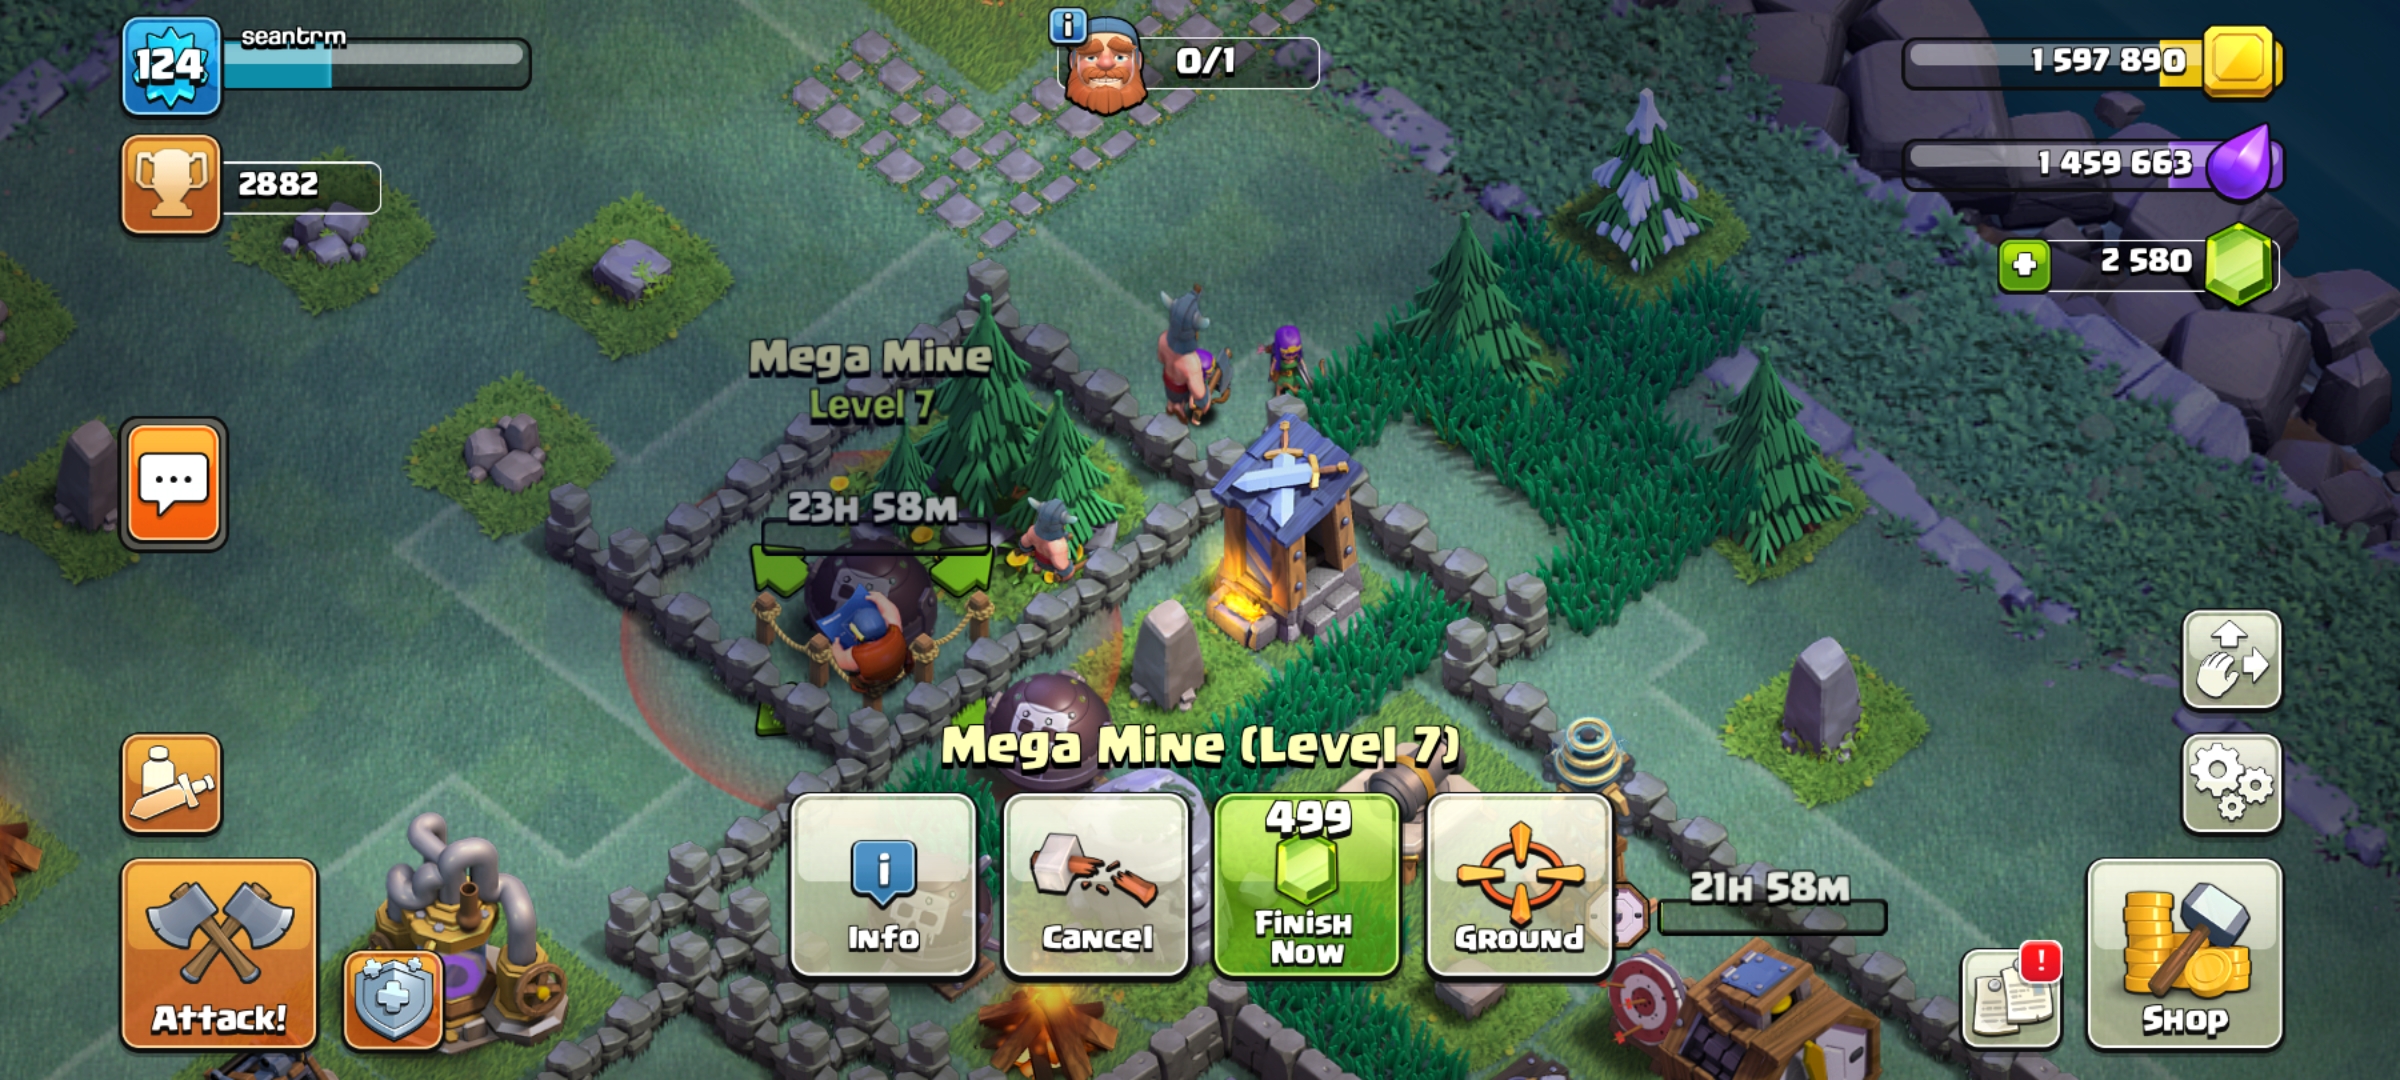 124
seantrm
0/1
1 597 890
2882
1 459 663
2 580
Mega Mine
Level 7
23H 58M
Mega Mine (Level 7)
499
Info
Cancel
Finish
Now
Ground
21H 58M
!
Attack!
Shop